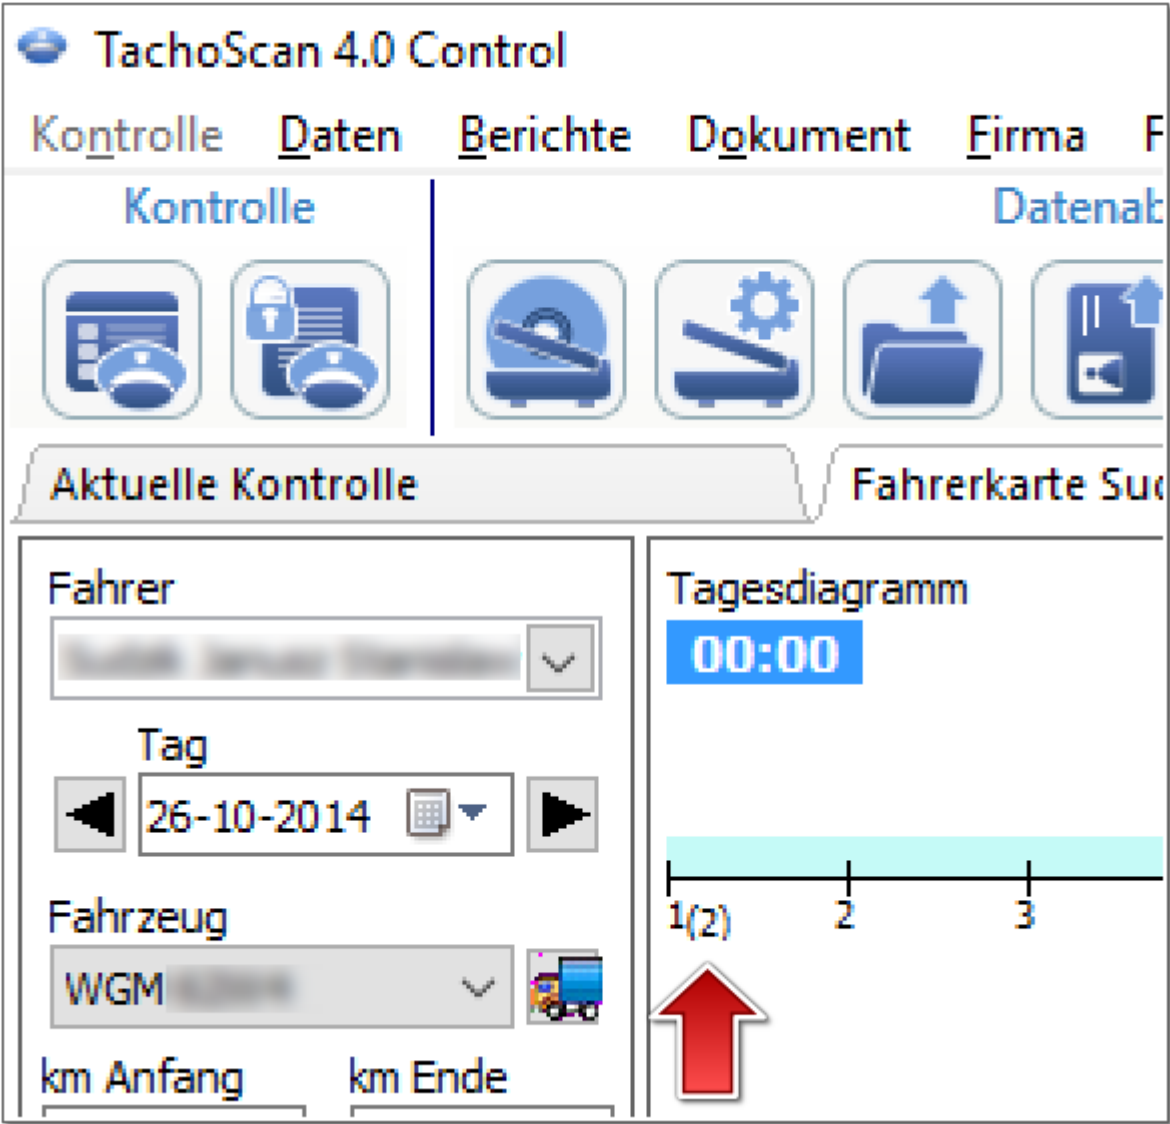 TachoScan 4.0 Control
Kontrolle Daten Berichte Dokument Firma
Kontrolle
Aktuelle Kontrolle
Fahrerkarte
Fahrer
Tagesdiagramm
00:00
Tag
26-10-2014
1(2) 2 3
Fahrzeug
WGM
km Anfang km Ende